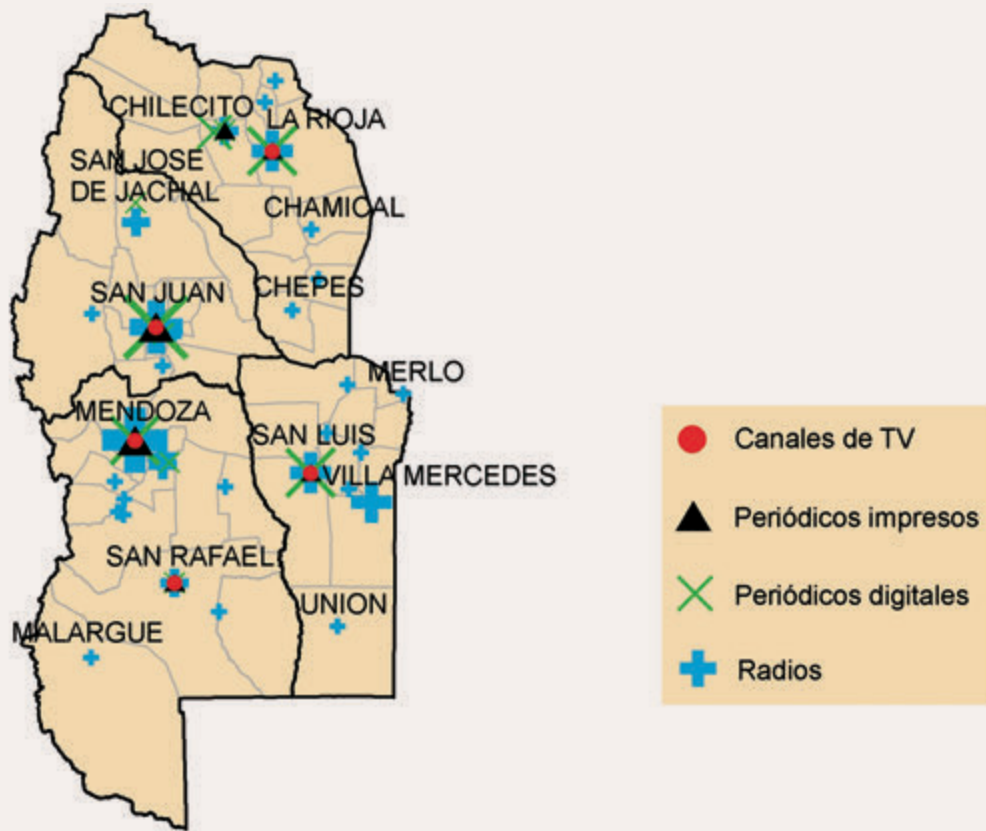 CHILECITO
LA RIOJA
SAN JOSE
DE JACHAL
CHAMICAL
SAN JUAN
CHEPES
MERLO
MENDOZA
SAN LUIS
VILLA MERCEDES
SAN RAFAEL
UNION
MALARGUE
Canales de TV
Periódicos impresos
Periódicos digitales
Radios